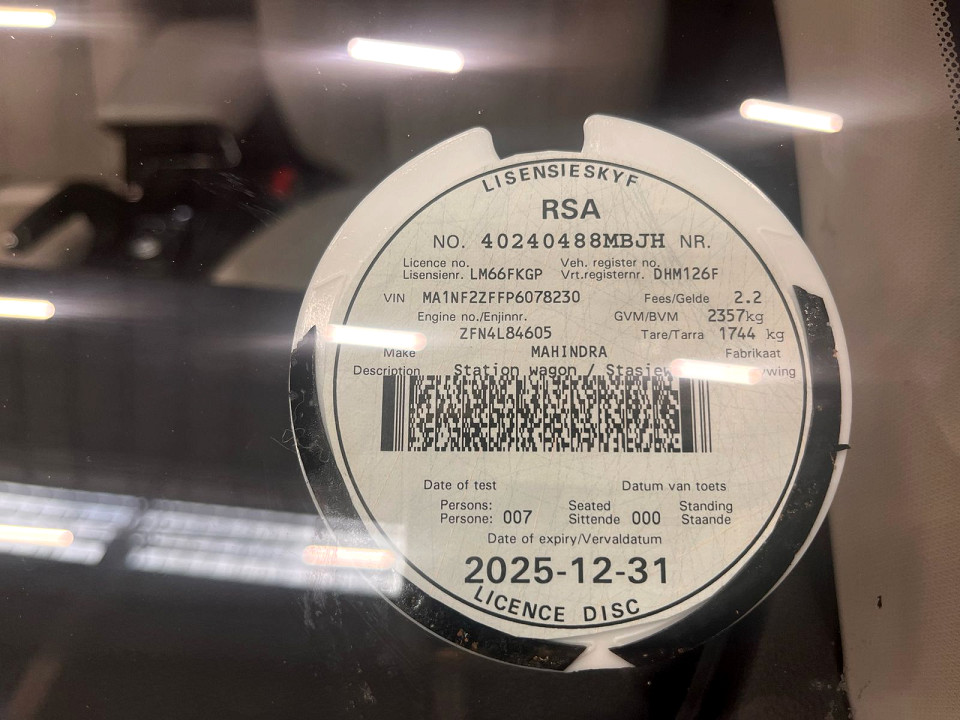 LISENSIESKYF
RSA
NO. 40240488MBJH NR.
Licence no. Veh. register no.
Lisensienr. LM66FKGP Vrt.registernr. DHM126F
VIN MA1NF2ZFFP6078230 Fees/Gelde 2.2
Engine no./Enjinnr. GVM/BVM 2357kg
ZFN4L84605 Tare/Tarra 1744 kg
Make MAHINDRA Fabrikaat
Description Station wagon /
Date of test Datum van toets
Persons: Seated Standing
Persone: 007 Sittende 000 Staande
Date of expiry/Vervaldatum
2025-12-31
LICENCE DISC